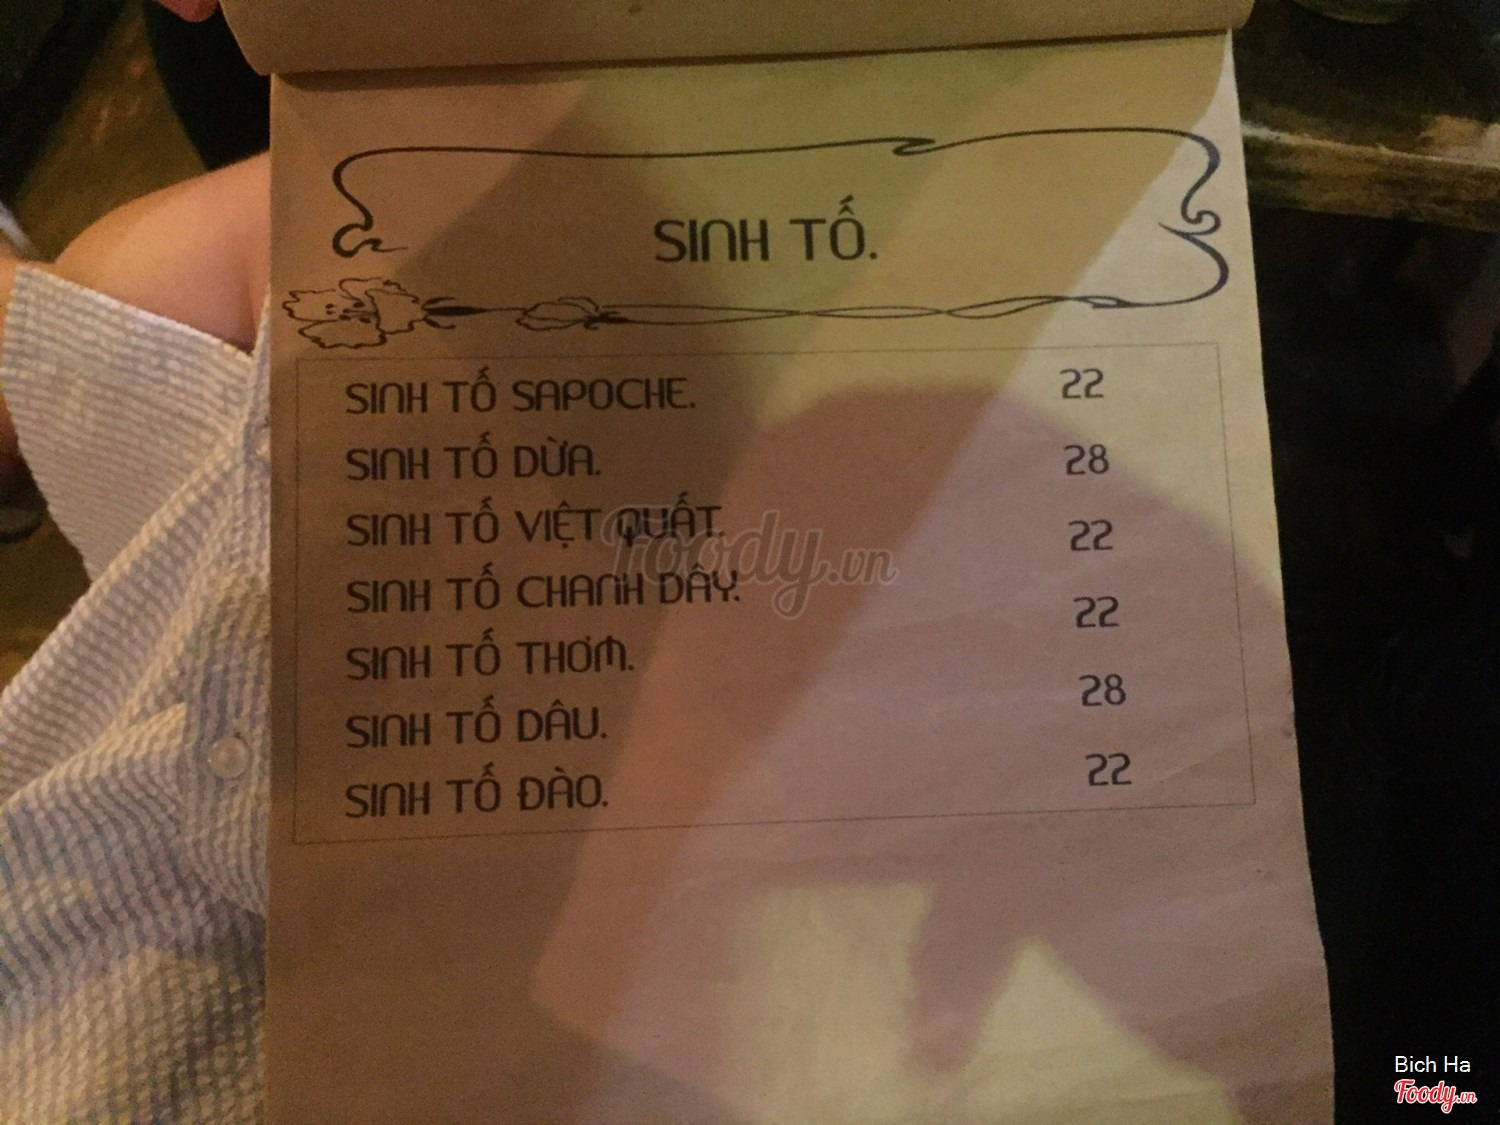 SINH TỐ.
SINH TỐ SAPOCHE. 22
SINH TỐ DỪA. 28
SINH TỐ VIỆT QUẤT. 22
SINH TỐ CHANH DÂY. 22
SINH TỐ THƠM. 28
SINH TỐ DÂU. 22
SINH TỐ ĐÀO.
Foody.vn
Bich Ha
Foody.vn